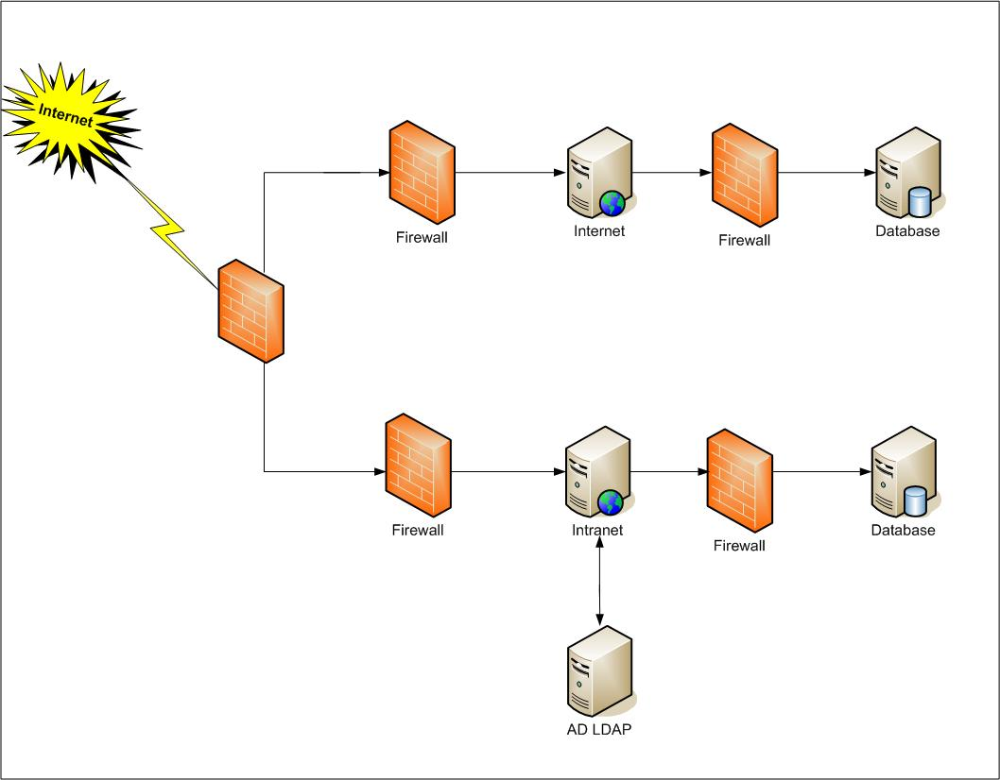 Internet
Firewall
Internet
Firewall
Database
Firewall
Intranet
Firewall
Database
AD LDAP